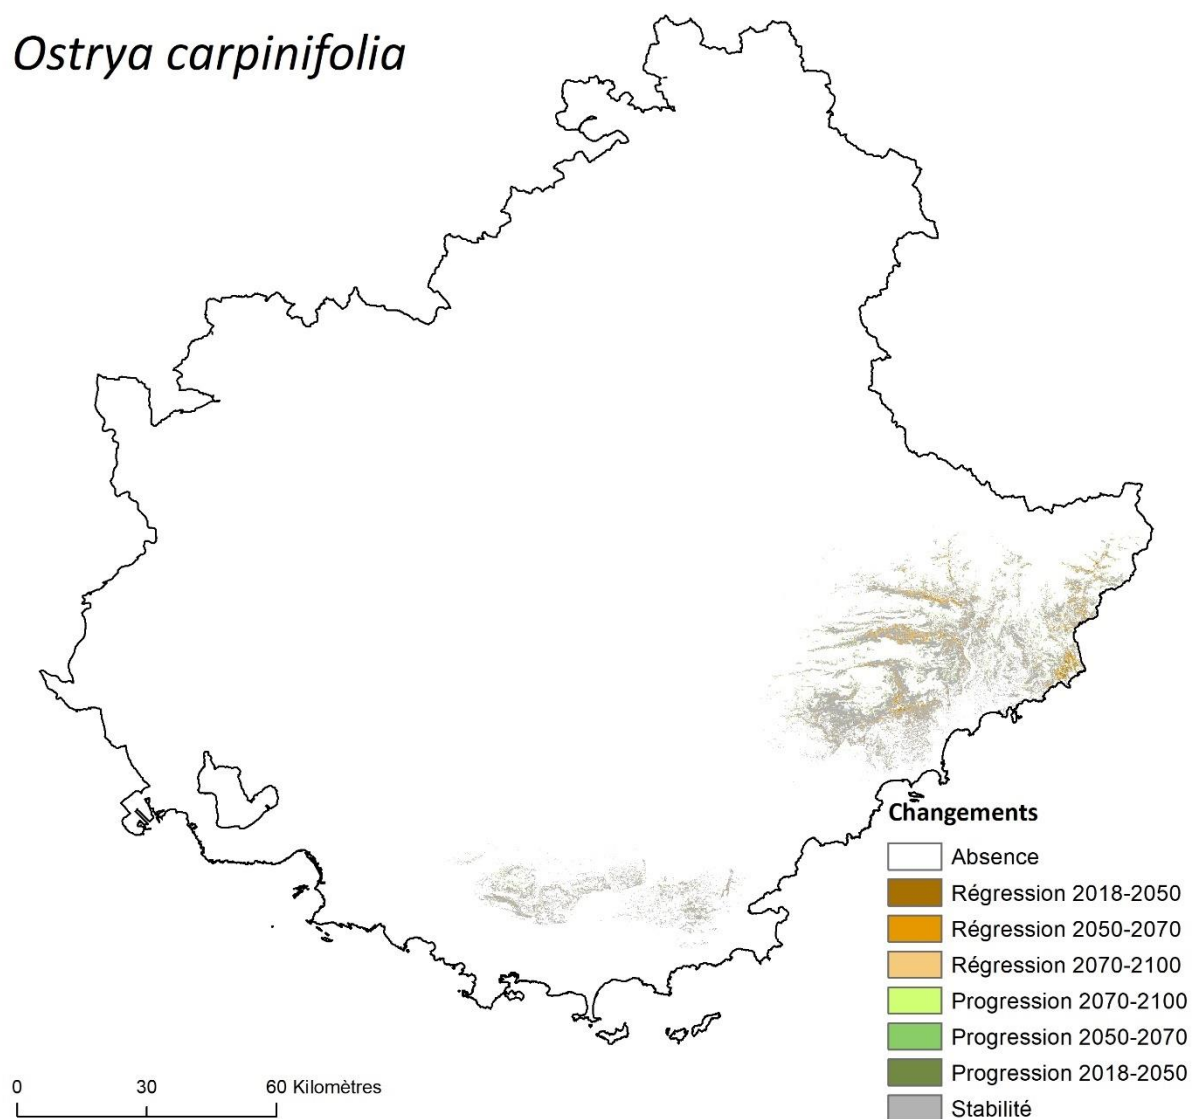 Ostrya carpinifolia
Changements
Absence
Régression 2018-2050
Régression 2050-2070
Régression 2070-2100
Progression 2070-2100
Progression 2050-2070
Progression 2018-2050
Stabilité
0 30 60 Kilomètres